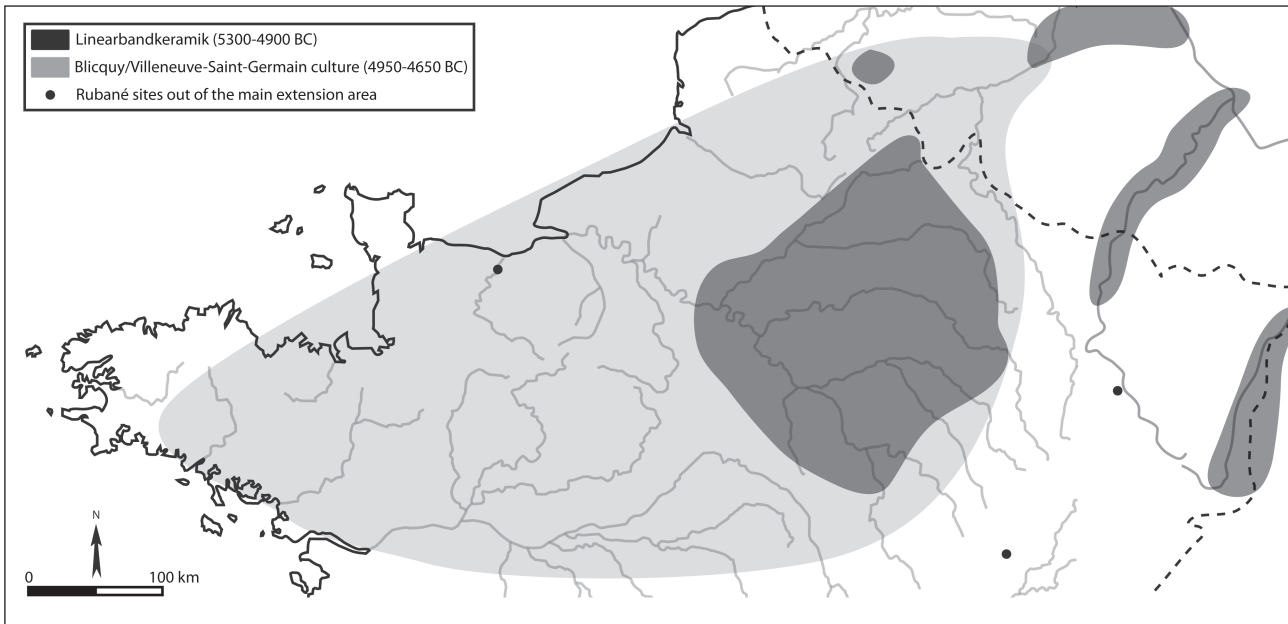 Linearbandkeramik (5300-4900 BC)
Blicquy/Villeneuve-Saint-Germain culture (4950-4650 BC)
Rubané sites out of the main extension area
N
0 100 km